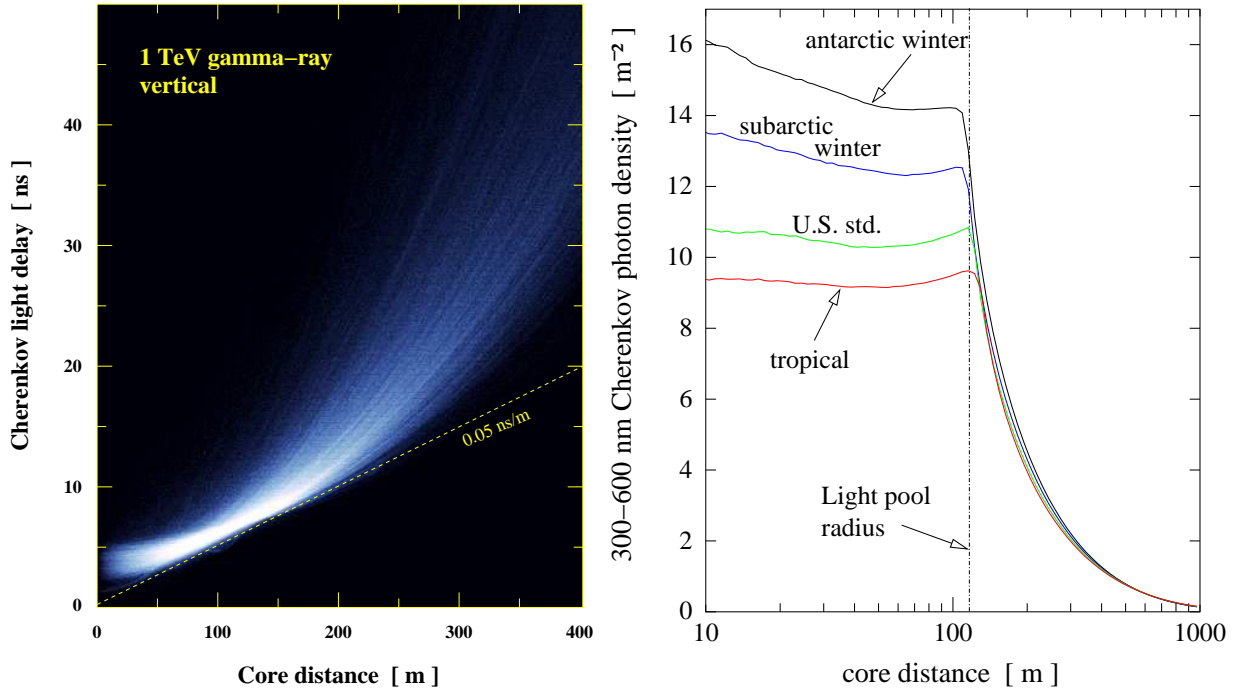 1 TeV gamma−ray
vertical
Cherenkov light delay [ ns ]
40
30
20
10
0
0.05 ns/m
0 100 200 300 400
Core distance [ m ]
300−600 nm Cherenkov photon density [ m⁻² ]
16
14
12
10
8
6
4
2
0
antarctic winter
subarctic
winter
U.S. std.
tropical
Light pool
radius
10 100 1000
core distance [ m ]